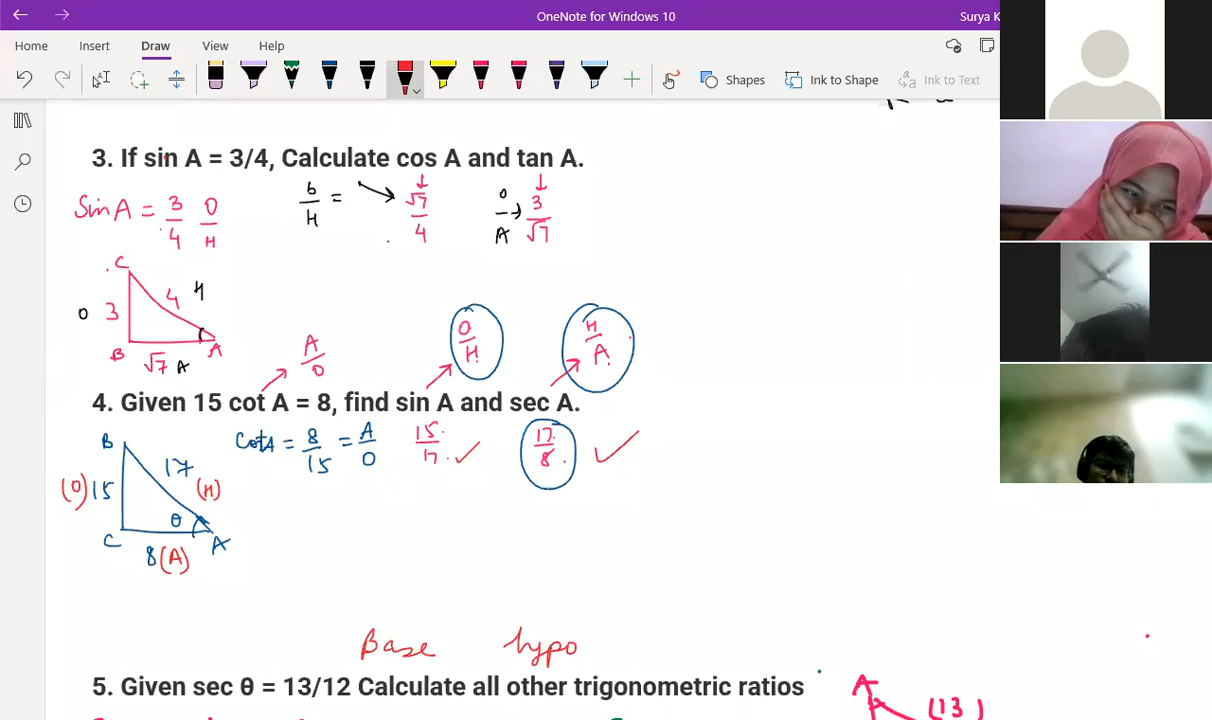 OneNote for Windows 10
Surya K
Home Insert Draw View Help
Shapes Ink to Shape Ink to Text
3. If sin A = 3/4, Calculate cos A and tan A.
Sin A = 3/4 O/H
b/H = √7/4
O/A → 3/√7
C
O 3 4 H
B √7 A A
A/O
O/H
H/A
4. Given 15 cot A = 8, find sin A and sec A.
Cot A = 8/15 = A/O
15/17 ✓
17/8 ✓
B
(O) 15 17 (H)
θ
C 8 (A) A
Base hypo
5. Given sec θ = 13/12 Calculate all other trigonometric ratios
A
(13)